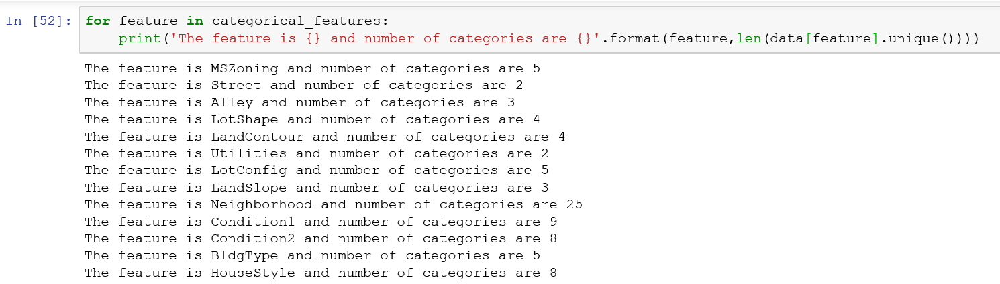 In [52]: for feature in categorical_features:
print('The feature is {} and number of categories are {}'.format(feature,len(data[feature].unique())))
The feature is MSZoning and number of categories are 5
The feature is Street and number of categories are 2
The feature is Alley and number of categories are 3
The feature is LotShape and number of categories are 4
The feature is LandContour and number of categories are 4
The feature is Utilities and number of categories are 2
The feature is LotConfig and number of categories are 5
The feature is LandSlope and number of categories are 3
The feature is Neighborhood and number of categories are 25
The feature is Condition1 and number of categories are 9
The feature is Condition2 and number of categories are 8
The feature is BldgType and number of categories are 5
The feature is HouseStyle and number of categories are 8